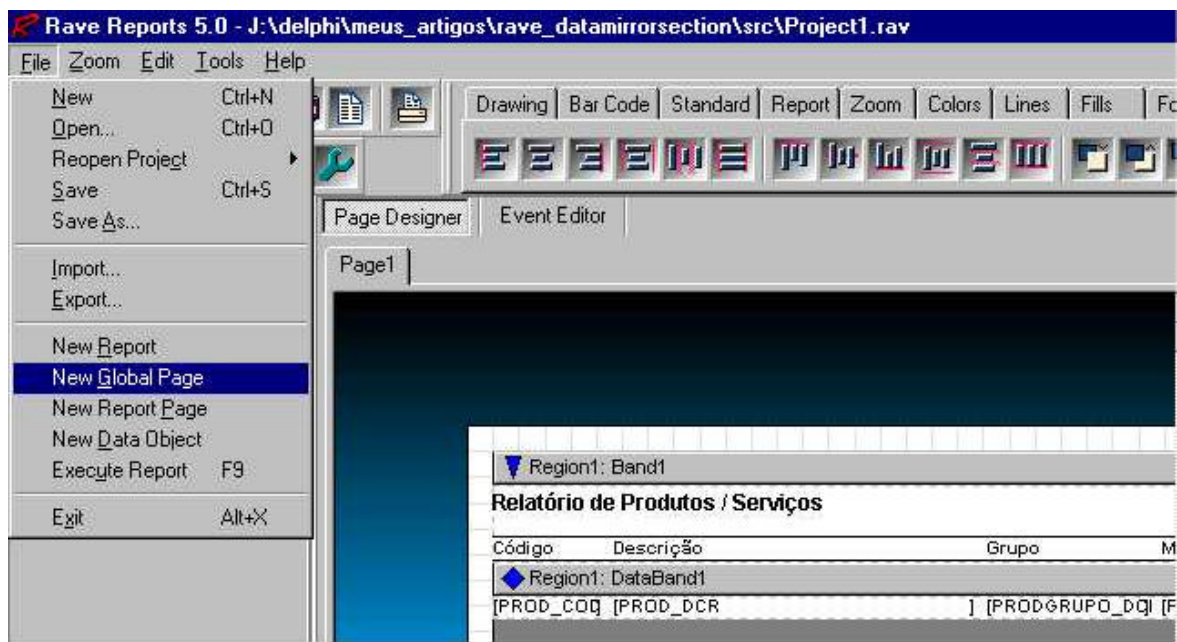 Rave Reports 5.0 - J:\delphi\meus_artigos\rave_datamirrorsection\src\Project1.rav
File Zoom Edit Tools Help
New Ctrl+N
Open... Ctrl+O
Reopen Project
Save Ctrl+S
Save As...
Import...
Export...
New Report
New Global Page
New Report Page
New Data Object
Execute Report F9
Exit Alt+X
Drawing Bar Code Standard Report Zoom Colors Lines Fills Fo
Page Designer Event Editor
Page1
Region1: Band1
Relatório de Produtos / Serviços
Código Descrição Grupo M
Region1: DataBand1
[PROD_COD [PROD_DCR ] [PRODGRUPO_DC